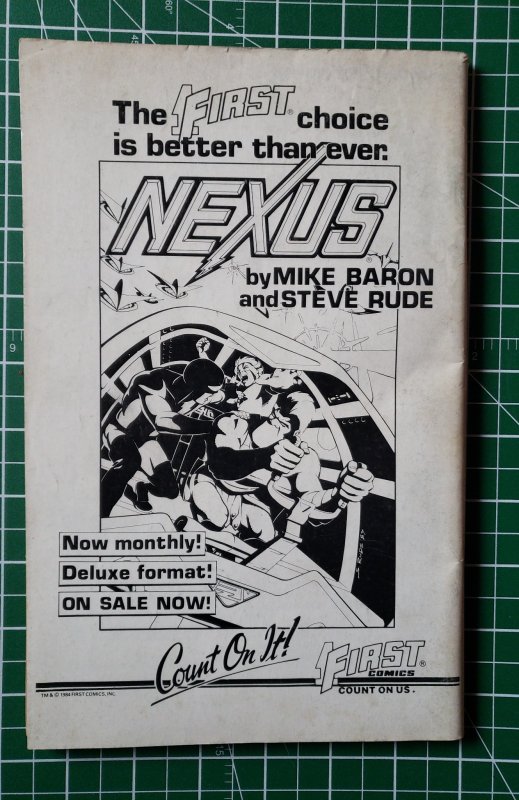 The FIRST® choice
is better than ever.
NEXUS®
by MIKE BARON
and STEVE RUDE
Now monthly!
Deluxe format!
ON SALE NOW!
Count On It!
FIRST®
COMICS
COUNT ON US.
TM & © 1984 FIRST COMICS, INC.